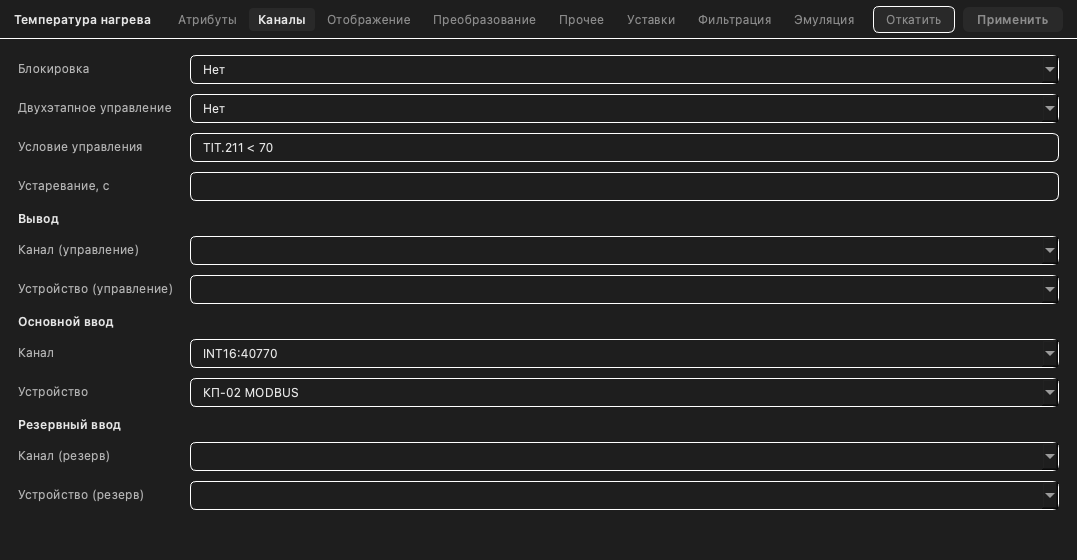 Температура нагрева Атрибуты Каналы Отображение Преобразование Прочее Уставки Фильтрация Эмуляция Откатить Применить
Блокировка Нет
Двухэтапное управление Нет
Условие управления TIT.211 < 70
Устаревание, с
Вывод
Канал (управление)
Устройство (управление)
Основной ввод
Канал INT16:40770
Устройство КП-02 MODBUS
Резервный ввод
Канал (резерв)
Устройство (резерв)